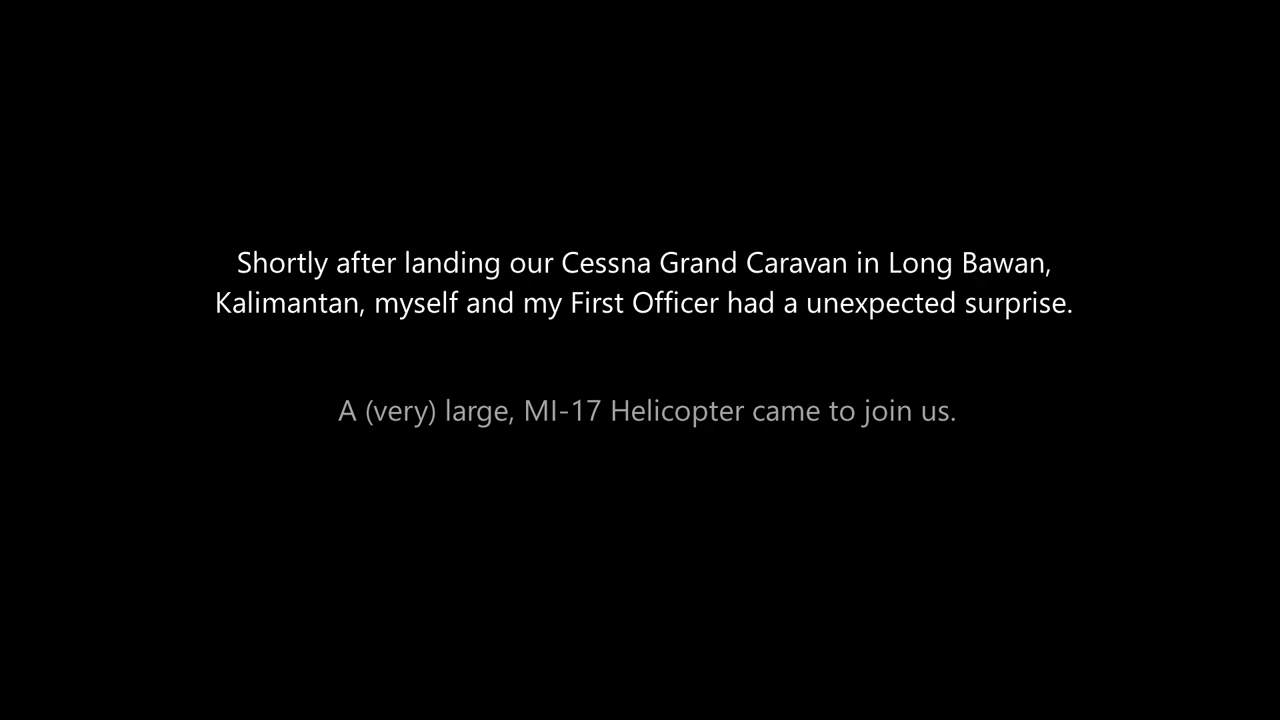 Shortly after landing our Cessna Grand Caravan in Long Bawan,
Kalimantan, myself and my First Officer had a unexpected surprise.
A (very) large, MI-17 Helicopter came to join us.